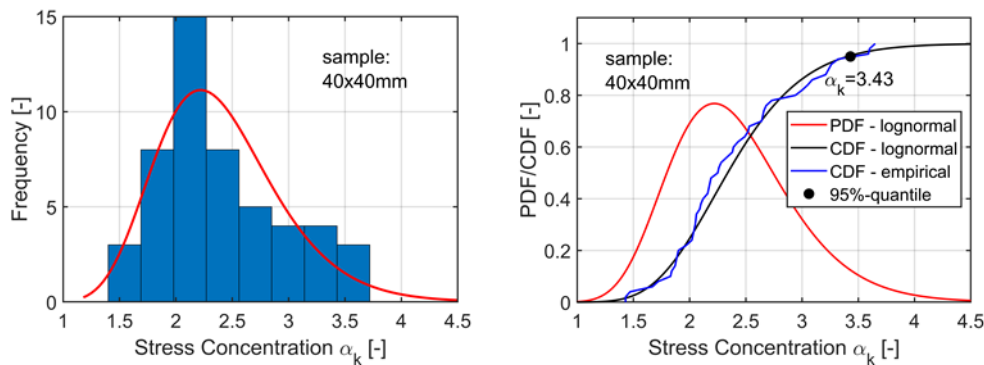 15
10
5
0
Frequency [-]
sample:
40x40mm
1 1.5 2 2.5 3 3.5 4 4.5
Stress Concentration αk [-]
1
0.8
0.6
0.4
0.2
0
PDF/CDF [-]
sample:
40x40mm
αk=3.43
PDF - lognormal
CDF - lognormal
CDF - empirical
95%-quantile
1 1.5 2 2.5 3 3.5 4 4.5
Stress Concentration αk [-]